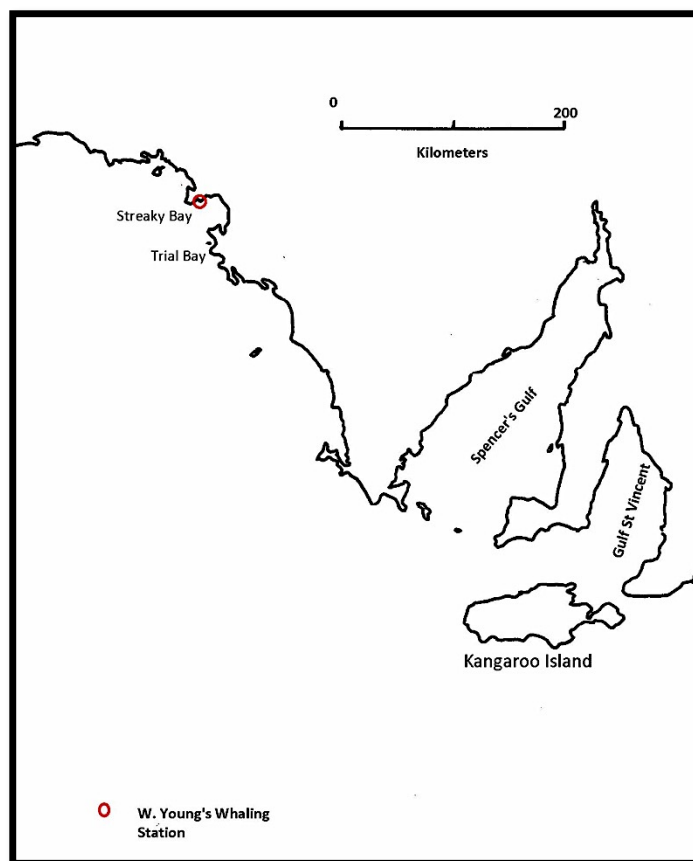 0
200
Kilometers
Streaky Bay
Trial Bay
Spencer's Gulf
Gulf St Vincent
Kangaroo Island
W. Young's Whaling
Station